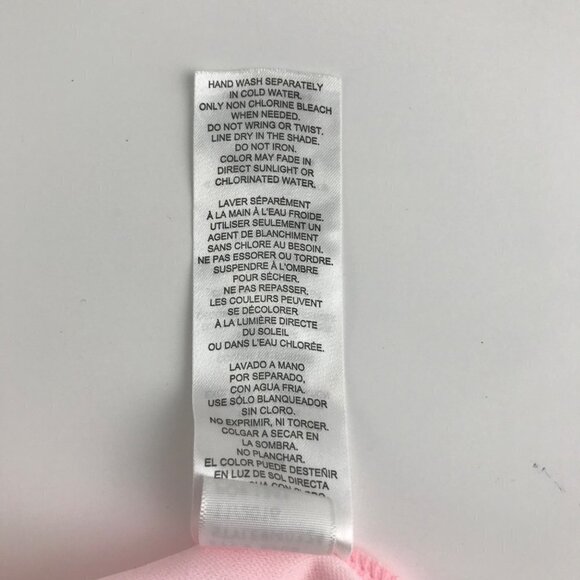 HAND WASH SEPARATELY
IN COLD WATER.
ONLY NON CHLORINE BLEACH
WHEN NEEDED.
DO NOT WRING OR TWIST.
LINE DRY IN THE SHADE.
DO NOT IRON.
COLOR MAY FADE IN
DIRECT SUNLIGHT OR
CHLORINATED WATER.
LAVER SÉPARÉMENT
À LA MAIN À L'EAU FROIDE.
UTILISER SEULEMENT UN
AGENT DE BLANCHIMENT
SANS CHLORE AU BESOIN.
NE PAS ESSORER OU TORDRE.
SUSPENDRE À L'OMBRE
POUR SÉCHER.
NE PAS REPASSER.
LES COULEURS PEUVENT
SE DÉCOLORER
À LA LUMIÈRE DIRECTE
DU SOLEIL
OU DANS L'EAU CHLORÉE.
LAVADO A MANO
POR SEPARADO,
CON AGUA FRIA.
USE SÓLO BLANQUEADOR
SIN CLORO.
NO EXPRIMIR, NI TORCER.
COLGAR A SECAR EN
LA SOMBRA.
NO PLANCHAR.
EL COLOR PUEDE DESTEÑIR
EN LUZ DE SOL DIRECTA